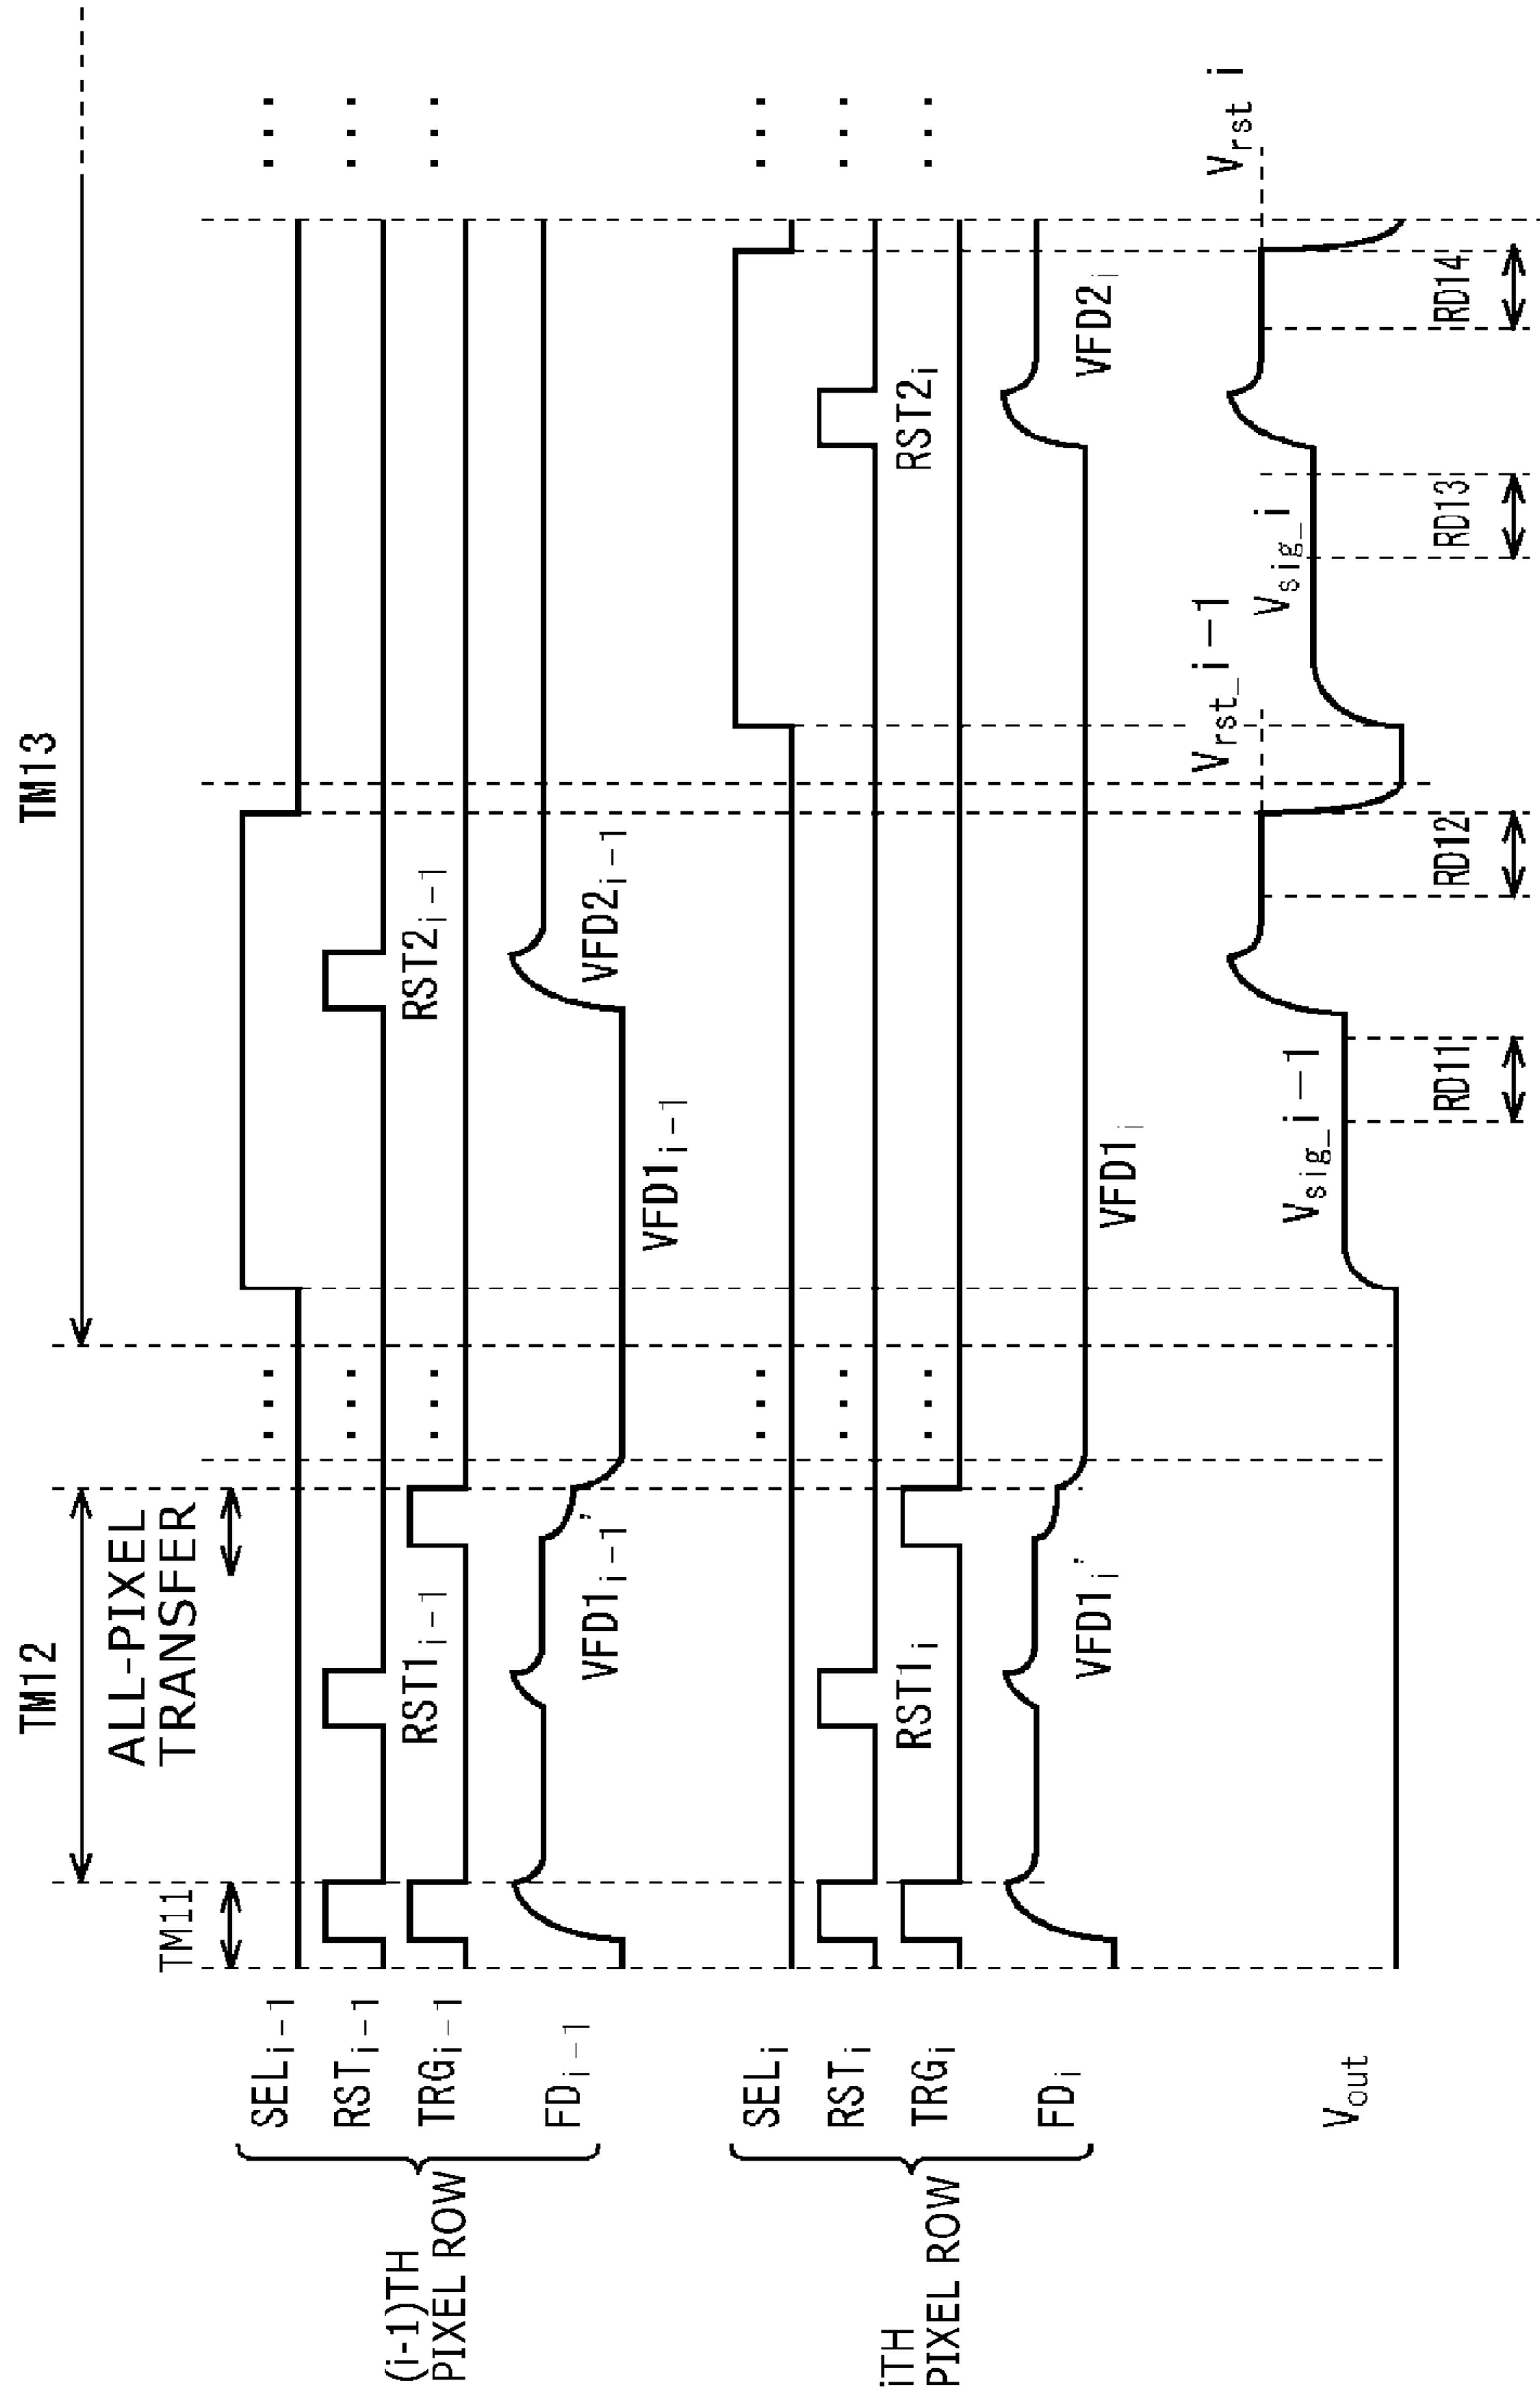 TM12
TM13
ALL-PIXEL
TRANSFER
TM11
(i-1)TH
PIXEL ROW
SELi-1
RSTi-1
RST1i-1
RST2i-1
TRGi-1
FDi-1
VFD1i-1'
VFD1i-1
VFD2i-1
iTH
PIXEL ROW
SELi
RSTi
RST1i
RST2i
TRGi
FDi
VFD1i'
VFD1i
VFD2i
Vout
Vsig_i-1
Vrst_i-1
Vsig_i
Vrst i
RD11
RD12
RD13
RD14